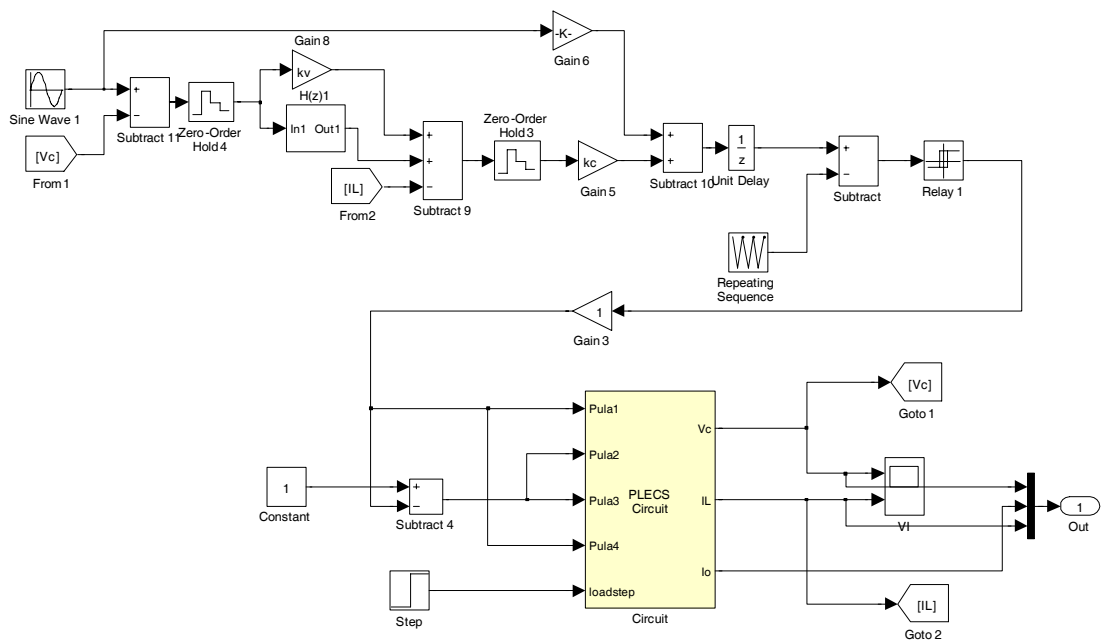 Gain 8
-K-
Gain 6
kv
Sine Wave 1
H(z)1
+
−
Subtract 11
Zero-Order
Hold 4
In1 Out1
[Vc]
From1
+
+
−
Subtract 9
[IL]
From2
Zero-Order
Hold 3
kc
Gain 5
+
+
Subtract 10
1
z
Unit Delay
+
−
Subtract
Relay 1
Repeating
Sequence
1
Gain 3
[Vc]
Goto 1
Pula1
Pula2
Pula3
Pula4
loadstep
PLECS
Circuit
Vc
IL
Io
Circuit
1
Constant
+
−
Subtract 4
Step
VI
1
Out
[IL]
Goto 2